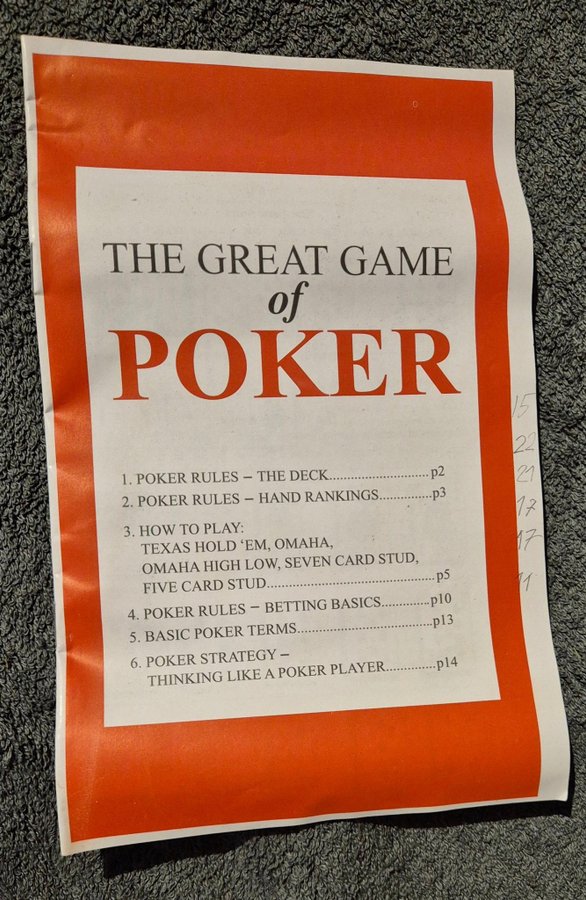 THE GREAT GAME
of
POKER
1. POKER RULES – THE DECK............................p2
2. POKER RULES – HAND RANKINGS...............p3
3. HOW TO PLAY:
TEXAS HOLD ‘EM, OMAHA,
OMAHA HIGH LOW, SEVEN CARD STUD,
FIVE CARD STUD...............................................p5
4. POKER RULES – BETTING BASICS.............p10
5. BASIC POKER TERMS.....................................p13
6. POKER STRATEGY –
THINKING LIKE A POKER PLAYER..............p14
15
22
21
17
17